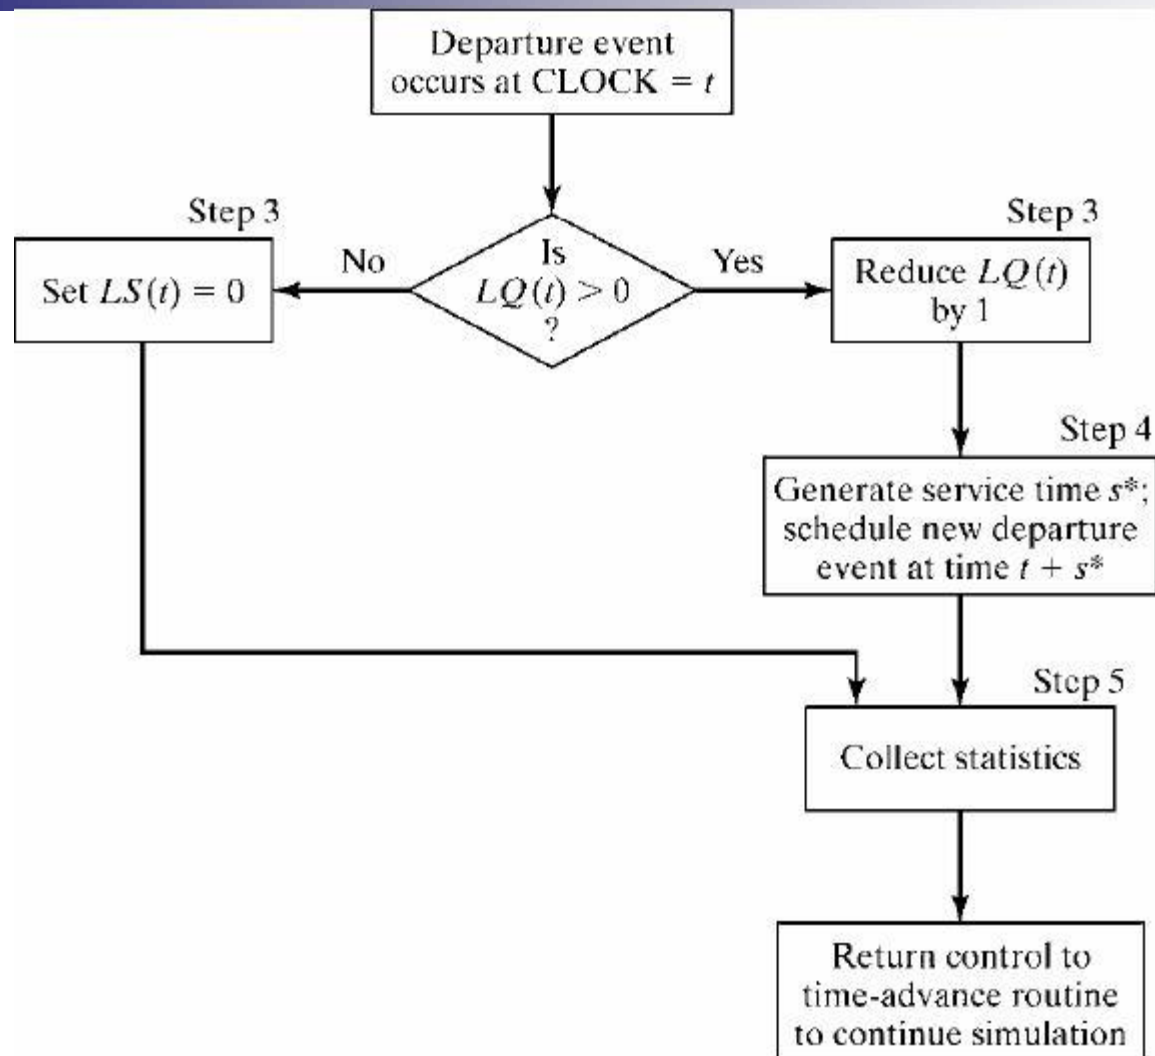 Departure event
occurs at CLOCK = t
Step 3
Set LS(t) = 0
No
Is
LQ(t) > 0
?
Yes
Step 3
Reduce LQ(t)
by 1
Step 4
Generate service time s*;
schedule new departure
event at time t + s*
Step 5
Collect statistics
Return control to
time-advance routine
to continue simulation